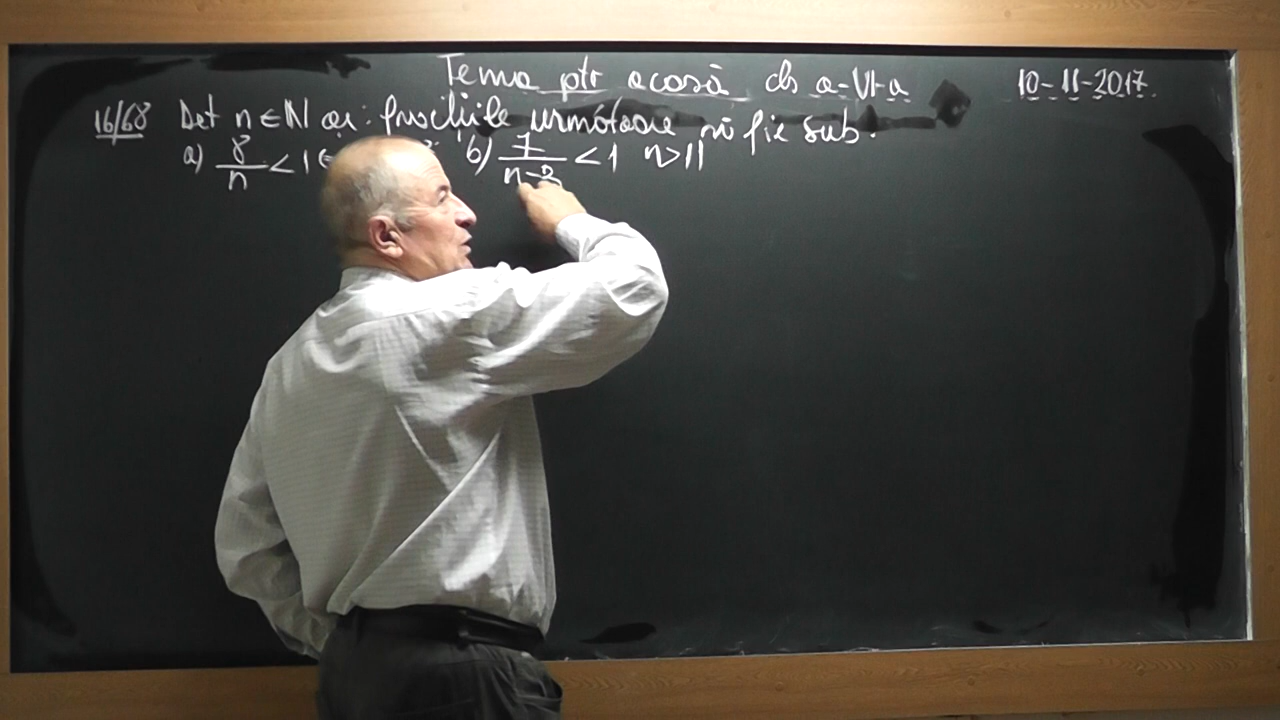 Tema ptr acasă cls a-VI-a 10-11-2017.
16/68 Det n∈N aș: fracțiile următoare să fie sub.
a) 8/n < 1 b) 7/n-3 < 1 n>11